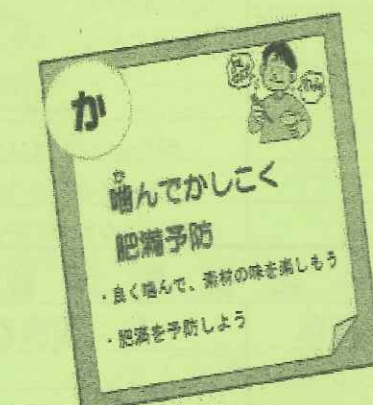 か
噛んでかしこく
肥満予防
・良く噛んで、素材の味を楽しもう
・肥満を予防しよう